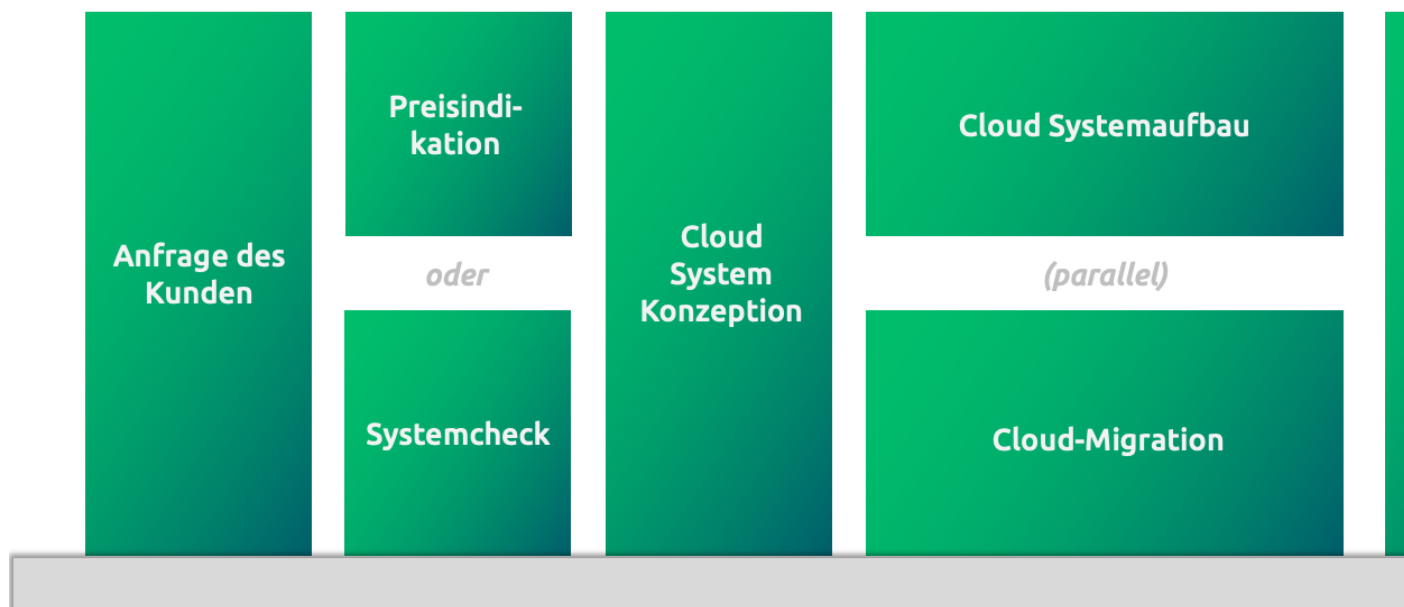 Anfrage des
Kunden
Preisindi-
kation
oder
Systemcheck
Cloud
System
Konzeption
Cloud Systemaufbau
(parallel)
Cloud-Migration